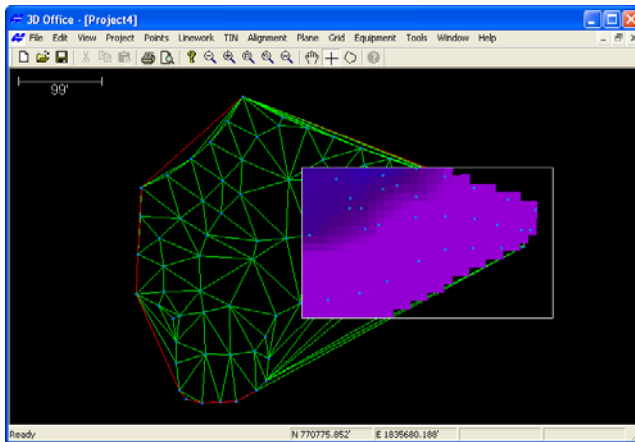 3D Office - [Project4]
File Edit View Project Points Linework TIN Alignment Plane Grid Equipment Tools Window Help
99'
Ready N 770775.852' E 1835680.188'